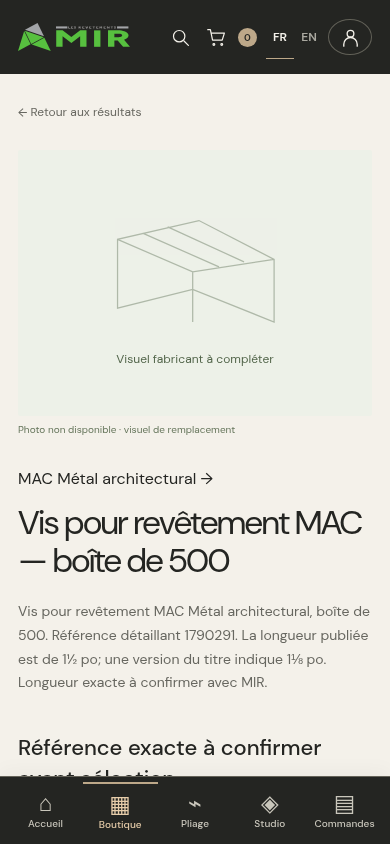 LES REVÊTEMENTS
MIR
0
FR
EN
← Retour aux résultats
Visuel fabricant à compléter
Photo non disponible · visuel de remplacement
MAC Métal architectural →
Vis pour revêtement MAC
— boîte de 500
Vis pour revêtement MAC Métal architectural, boîte de
500. Référence détaillant 1790291. La longueur publiée
est de 1½ po; une version du titre indique 1⅛ po.
Longueur exacte à confirmer avec MIR.
Référence exacte à confirmer
avant sélection
Accueil
Boutique
Pliage
Studio
Commandes